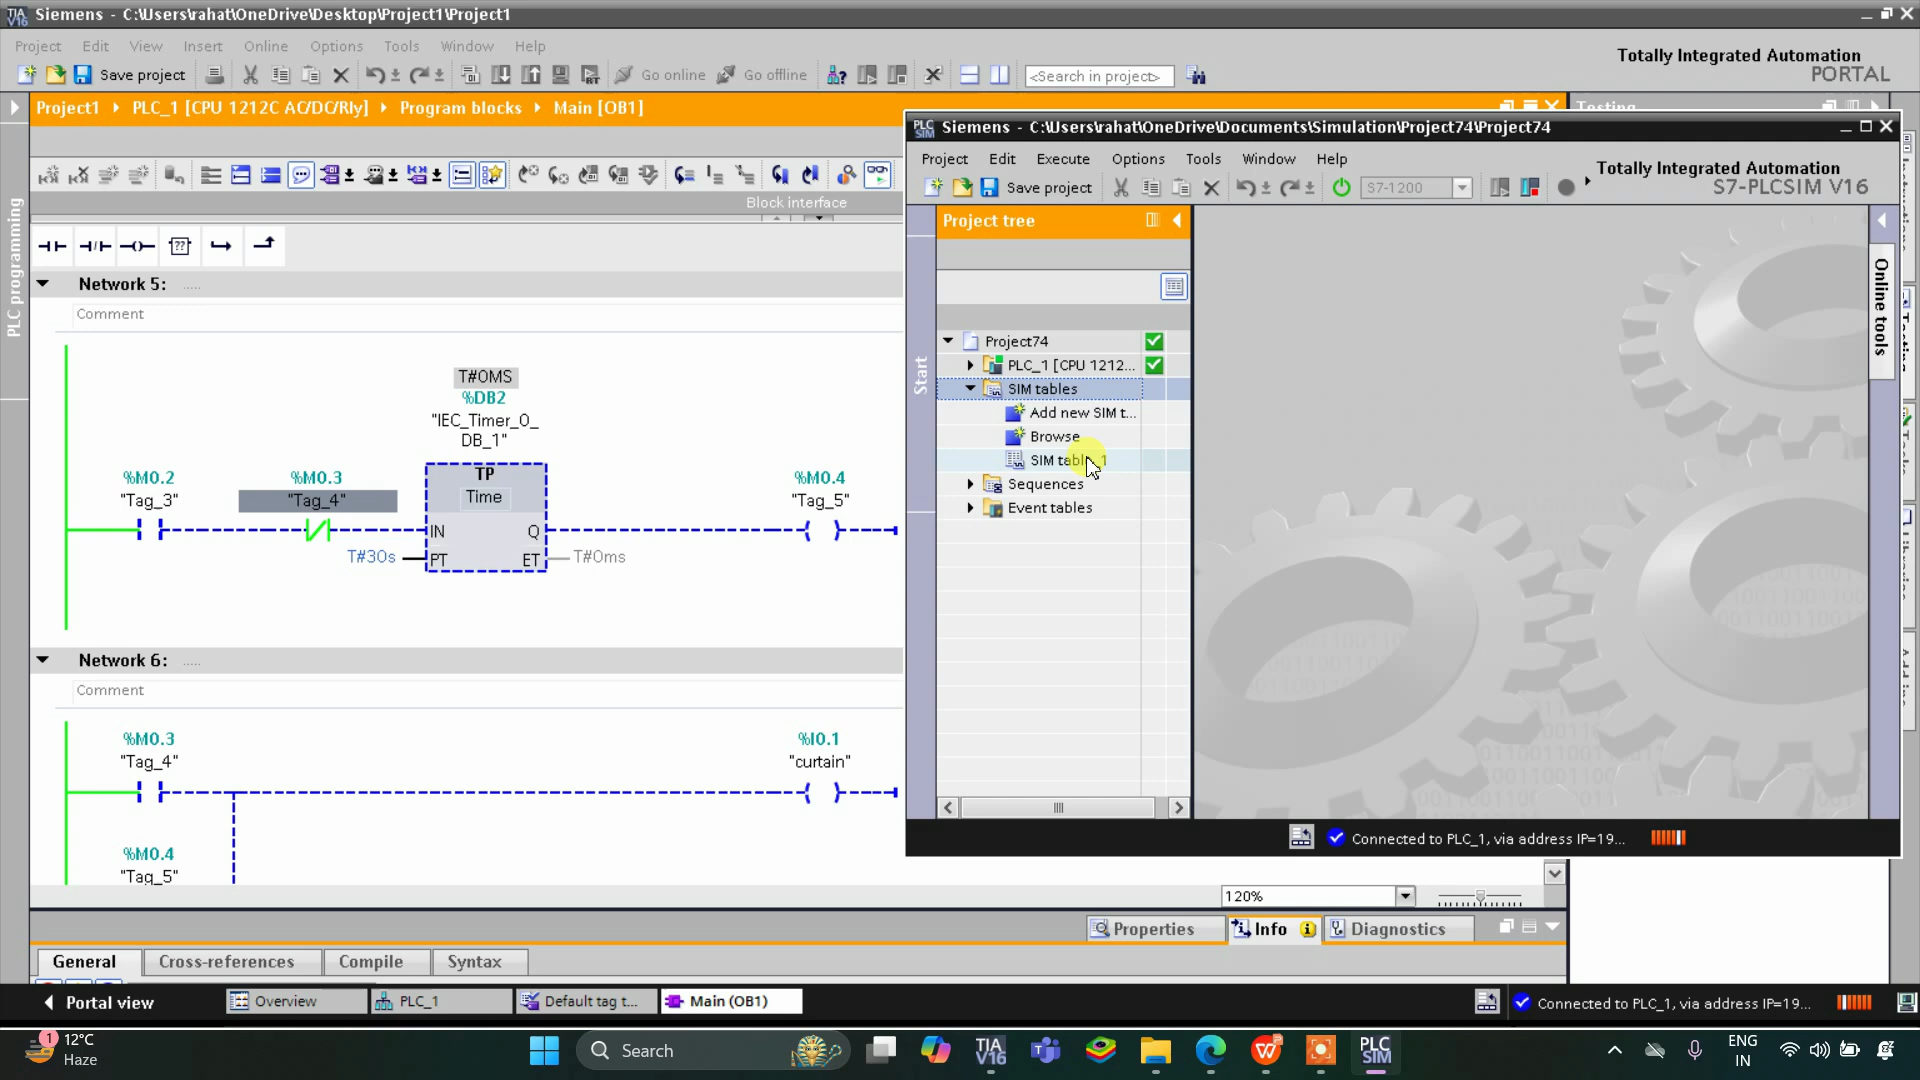 Siemens - C:\Users\rahat\OneDrive\Desktop\Project1\Project1
Project Edit View Insert Online Options Tools Window Help
Totally Integrated Automation
PORTAL
Save project
Go online
Go offline
<Search in project>
Project1 PLC_1 [CPU 1212C AC/DC/Rly] Program blocks Main [OB1]
Testing
Siemens - C:\Users\rahat\OneDrive\Documents\Simulation\Project74\Project74
Project Edit Execute Options Tools Window Help
Totally Integrated Automation
S7-PLCSIM V16
Save project
S7-1200
Block interface
PLC programming
Project tree
Start
Online tools
Project74
PLC_1 [CPU 1212...
SIM tables
Add new SIM t...
Browse
Sequences
Event tables
Network 5: .....
Comment
T#0MS
%DB2
"IEC_Timer_0_
DB_1"
%M0.2
"Tag_3"
%M0.3
"Tag_4"
TP
Time
IN
Q
T#30s
PT
ET
T#0ms
%M0.4
"Tag_5"
Network 6: .....
Comment
%M0.3
"Tag_4"
%I0.1
"curtain"
%M0.4
"Tag_5"
Connected to PLC_1, via address IP=19...
120%
Properties
Info
Diagnostics
General
Cross-references
Compile
Syntax
Portal view
Overview
PLC_1
Default tag t...
Main (OB1)
Connected to PLC_1, via address IP=19...
1
12°C
Haze
Search
TIA
V16
PLC
SIM
ENG
IN